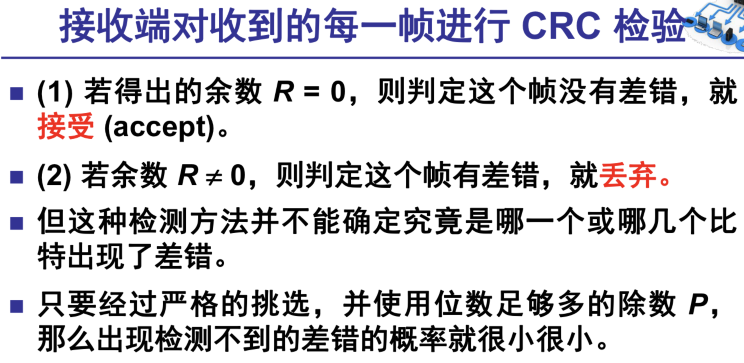 接收端对收到的每一帧进行 CRC 检验
(1) 若得出的余数 R = 0，则判定这个帧没有差错，就
接受 (accept)。
(2) 若余数 R ≠ 0，则判定这个帧有差错，就丢弃。
但这种检测方法并不能确定究竟是哪一个或哪几个比
特出现了差错。
只要经过严格的挑选，并使用位数足够多的除数 P，
那么出现检测不到的差错的概率就很小很小。